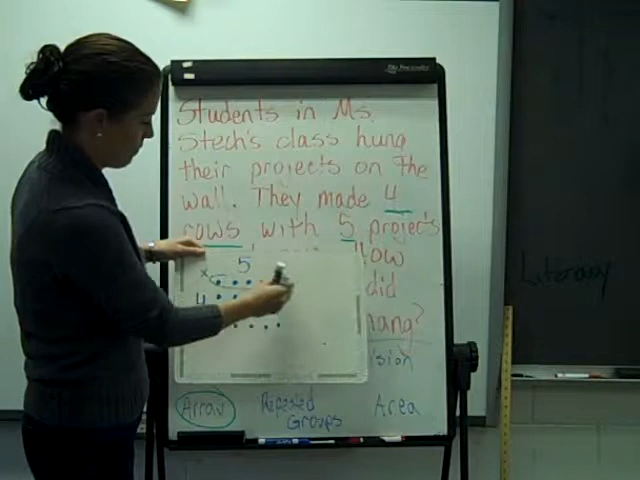 Students in Ms.
Stech's class hung
their projects on the
wall. They made 4
rows with 5 projects
How
did
hang?
5
x
4
Array
Repeated
Groups
Area
Literacy